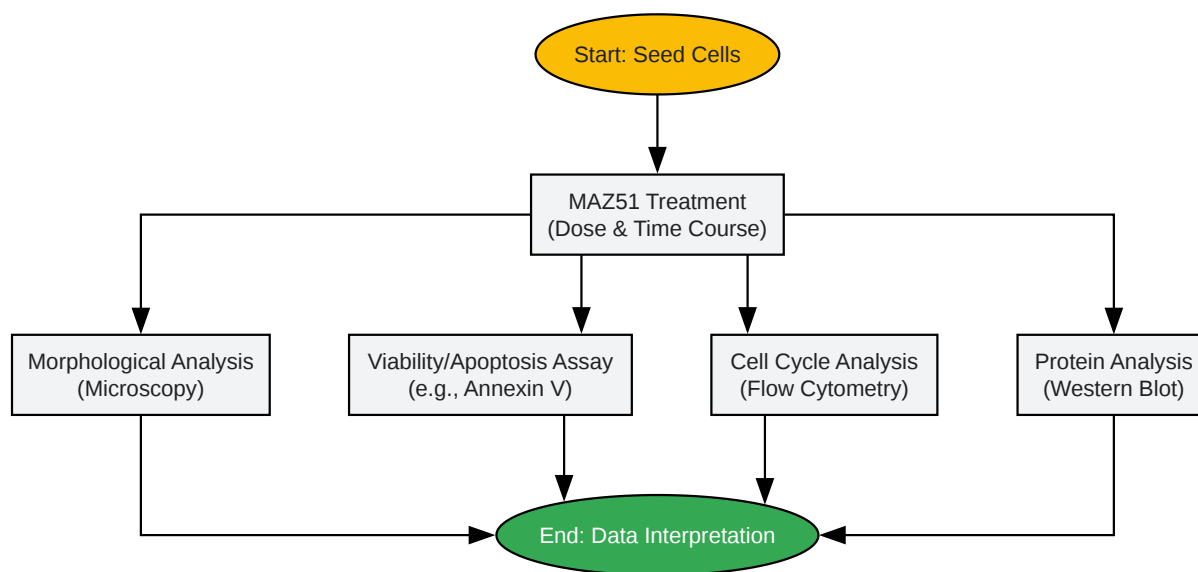 Start: Seed Cells
MAZ51 Treatment
(Dose & Time Course)
Morphological Analysis
(Microscopy)
Viability/Apoptosis Assay
(e.g., Annexin V)
Cell Cycle Analysis
(Flow Cytometry)
Protein Analysis
(Western Blot)
End: Data Interpretation